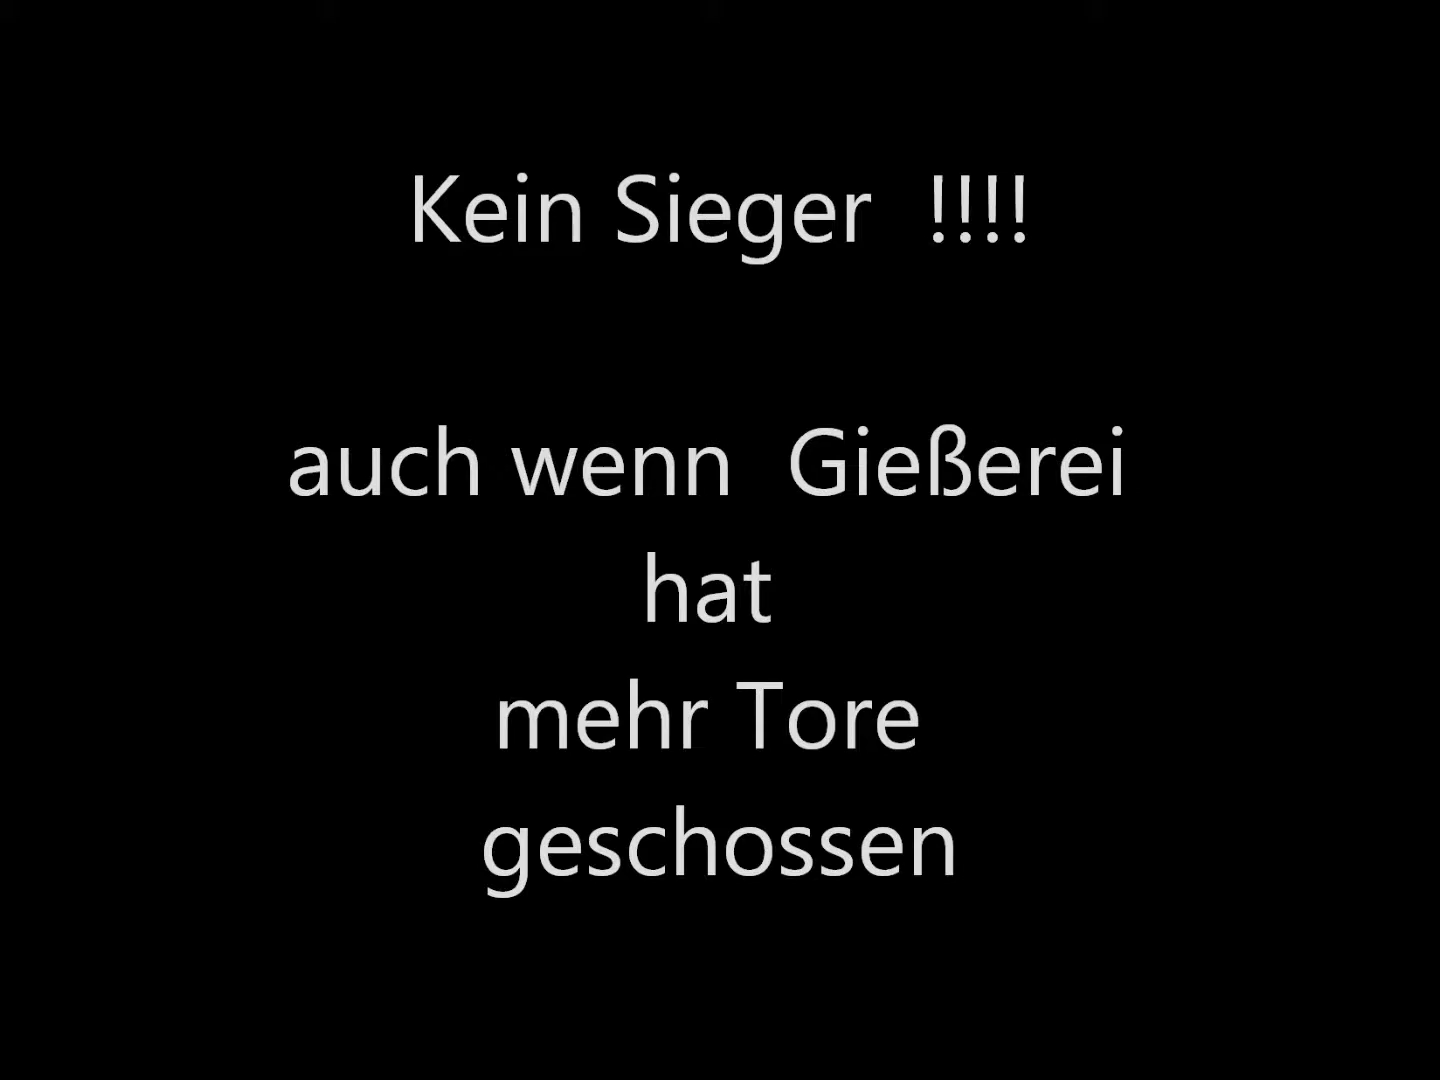 Kein Sieger  !!!!
auch wenn  Gießerei
hat
mehr Tore
geschossen